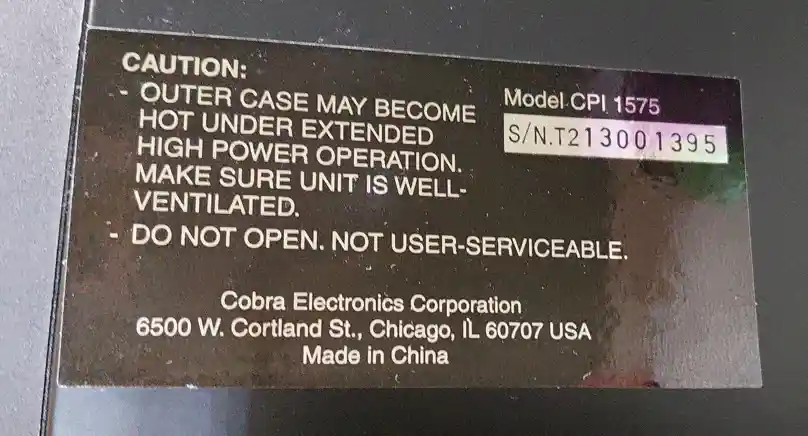 CAUTION:
- OUTER CASE MAY BECOME
HOT UNDER EXTENDED
HIGH POWER OPERATION.
MAKE SURE UNIT IS WELL-
VENTILATED.
- DO NOT OPEN. NOT USER-SERVICEABLE.
Model CPI 1575
S/N.T213001395
Cobra Electronics Corporation
6500 W. Cortland St., Chicago, IL 60707 USA
Made in China